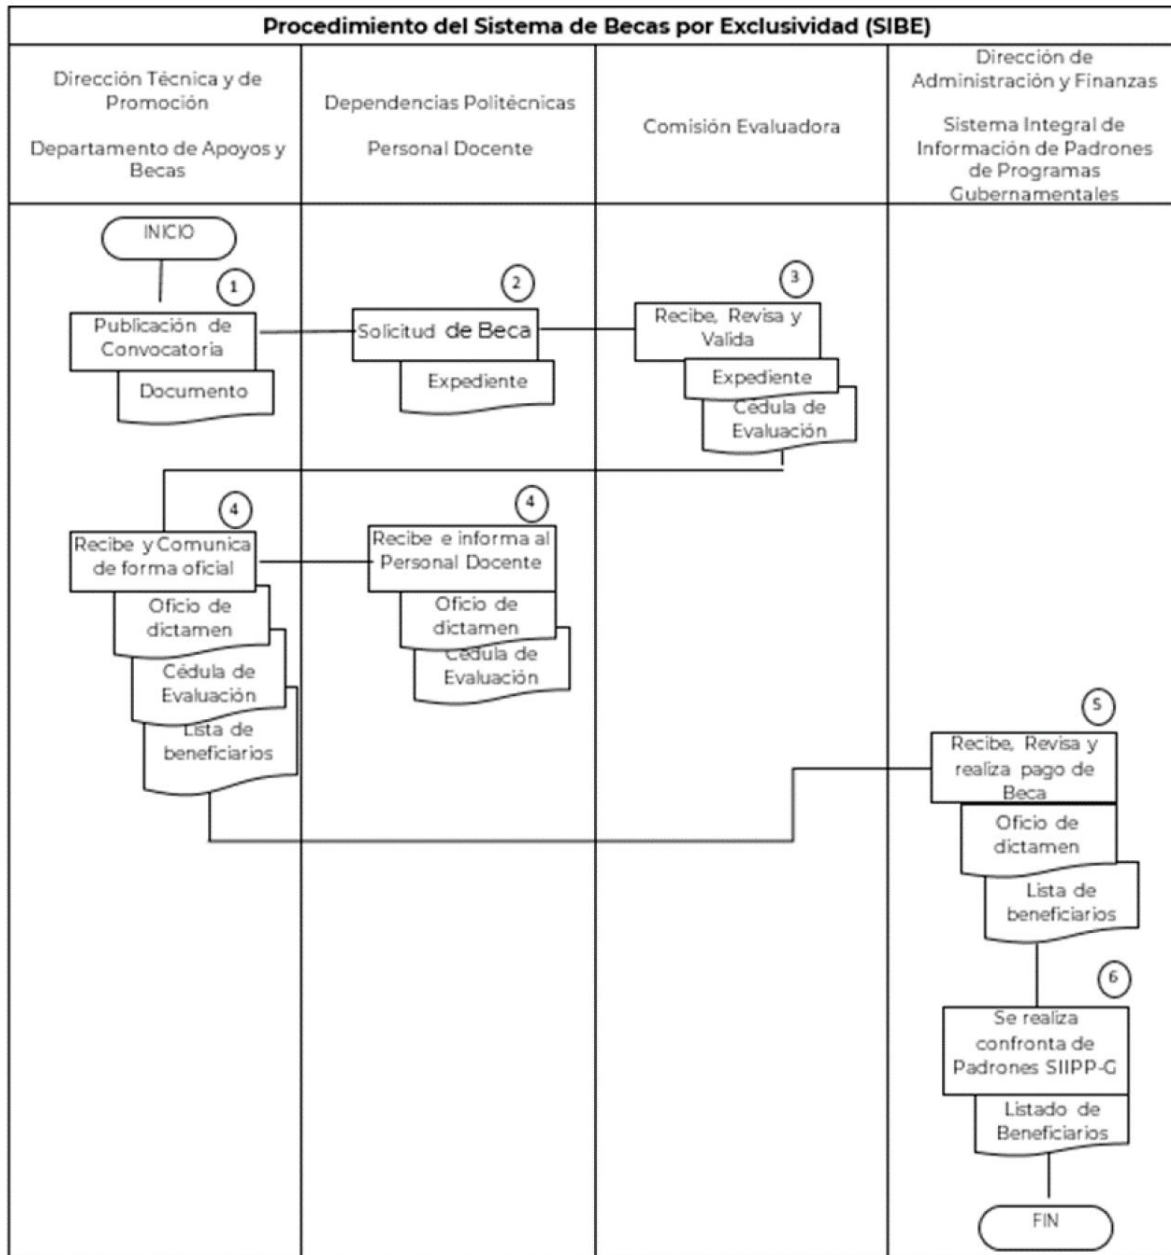 Procedimiento del Sistema de Becas por Exclusividad (SIBE)
Dirección Técnica y de
Promoción
Departamento de Apoyos y
Becas
Dependencias Politécnicas
Personal Docente
Comisión Evaluadora
Dirección de
Administración y Finanzas
Sistema Integral de
Información de Padrones
de Programas
Gubernamentales
INICIO
1
Publicación de
Convocatoria
Documento
2
Solicitud de Beca
Expediente
3
Recibe, Revisa y
Valida
Expediente
Cédula de
Evaluación
4
Recibe y Comunica
de forma oficial
Oficio de
dictamen
Cédula de
Evaluación
Lista de
beneficiarios
4
Recibe e informa al
Personal Docente
Oficio de
dictamen
Cédula de
Evaluación
5
Recibe, Revisa y
realiza pago de
Beca
Oficio de
dictamen
Lista de
beneficiarios
6
Se realiza
confronta de
Padrones SIIPP-G
Listado de
Beneficiarios
FIN